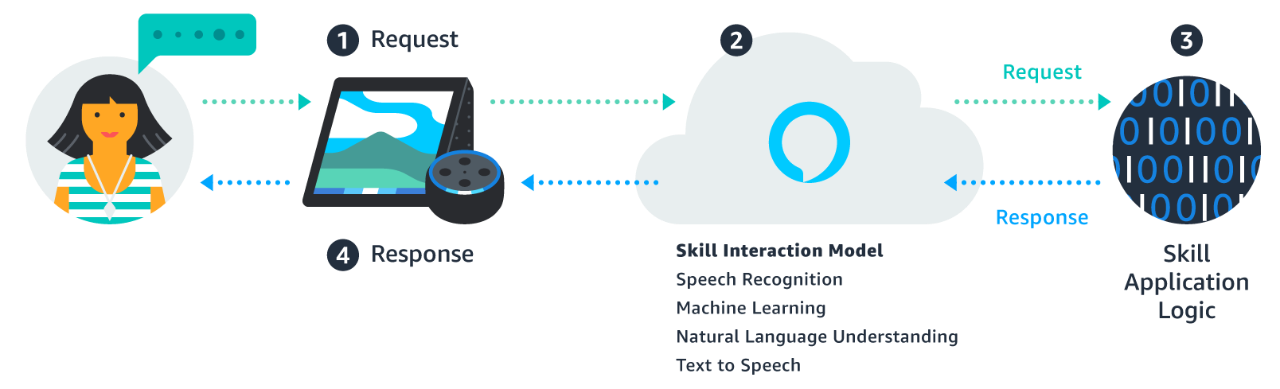 1 Request
2
3
Request
Response
4 Response
Skill Interaction Model
Speech Recognition
Machine Learning
Natural Language Understanding
Text to Speech
Skill
Application
Logic